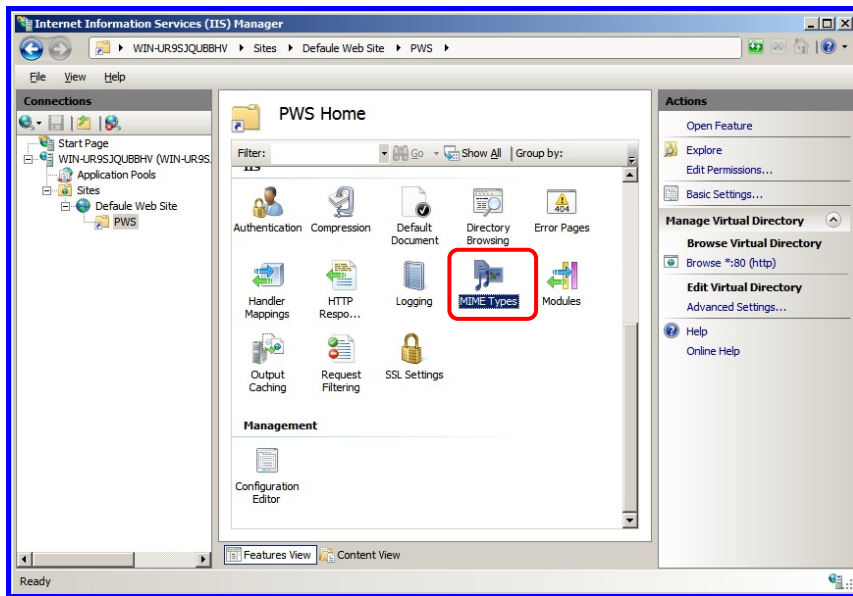 Internet Information Services (IIS) Manager
WIN-UR9SJQUBBHV ▸ Sites ▸ Defaule Web Site ▸ PWS ▸
File View Help
Connections
Start Page
WIN-UR9SJQUBBHV (WIN-UR9S.
Application Pools
Sites
Defaule Web Site
PWS
PWS Home
Filter: Go Show All Group by:
IIS
Authentication Compression Default Document Directory Browsing Error Pages
404
Handler Mappings HTTP Respo... Logging MIME Types Modules
Output Caching Request Filtering SSL Settings
Management
Configuration Editor
Features View Content View
Actions
Open Feature
Explore
Edit Permissions...
Basic Settings...
Manage Virtual Directory
Browse Virtual Directory
Browse *:80 (http)
Edit Virtual Directory
Advanced Settings...
Help
Online Help
Ready